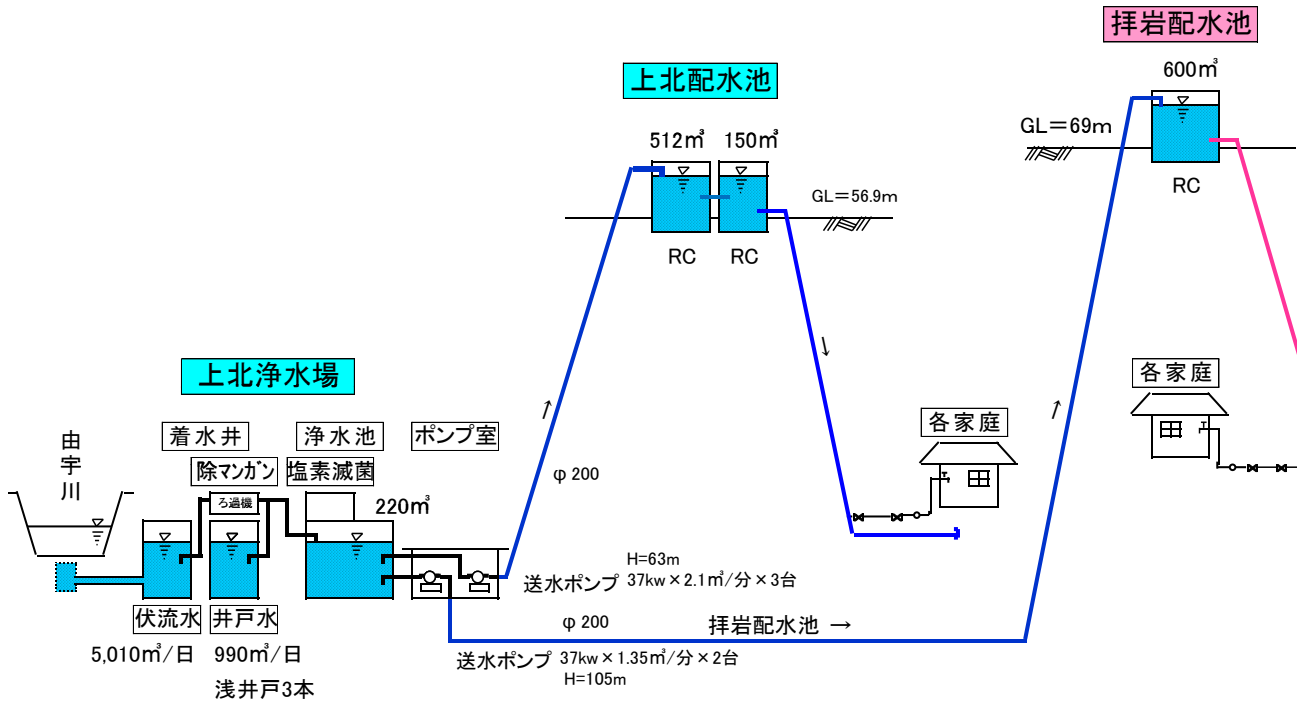 拝岩配水池
600㎥
GL=69m
RC
上北配水池
512㎥
150㎥
GL=56.9m
RC
RC
上北浄水場
各家庭
各家庭
由宇川
着水井
浄水池
ポンプ室
除マンガン
塩素滅菌
ろ過機
220㎥
φ200
H=63m
送水ポンプ 37kw×2.1㎥/分×3台
伏流水
井戸水
φ200
拝岩配水池 →
5,010㎥/日
990㎥/日
送水ポンプ 37kw×1.35㎥/分×2台
H=105m
浅井戸3本